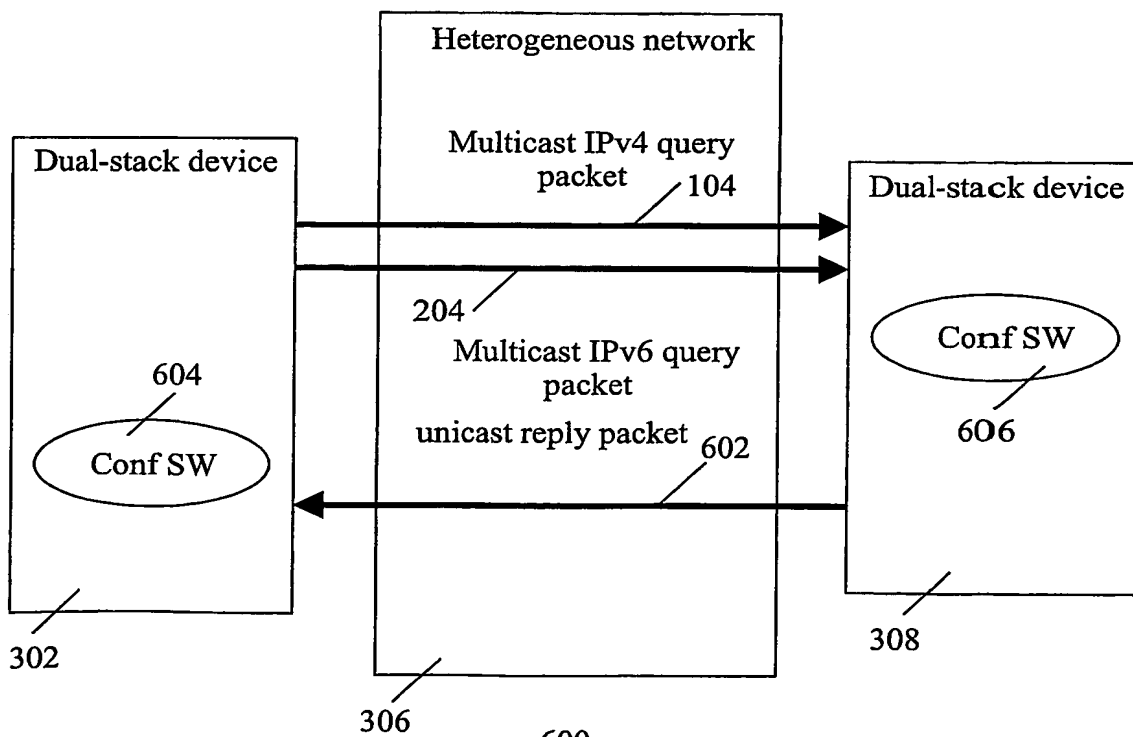 Heterogeneous network
Dual-stack device
Multicast IPv4 query
packet
104
Dual-stack device
204
Multicast IPv6 query
packet
Conf SW
604
606
unicast reply packet
602
Conf SW
302
308
306